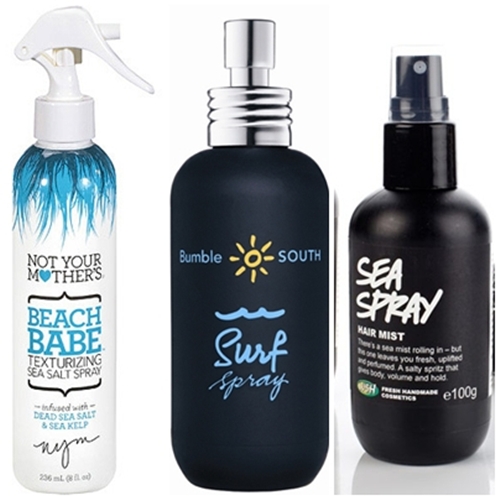 NOT YOUR
MOTHER'S
BEACH
BABE
TEXTURIZING
SEA SALT SPRAY
infused with
DEAD SEA SALT
& SEA KELP
nym
236 mL (8 fl oz)
Bumble SOUTH
Surf
spray
SEA
SPRAY
HAIR MIST
There's a sea mist rolling in – but
this one leaves you fresh, uplifted
and perfumed. A salty spritz that
gives body, volume and hold.
LUSH FRESH HANDMADE
COSMETICS
e100g